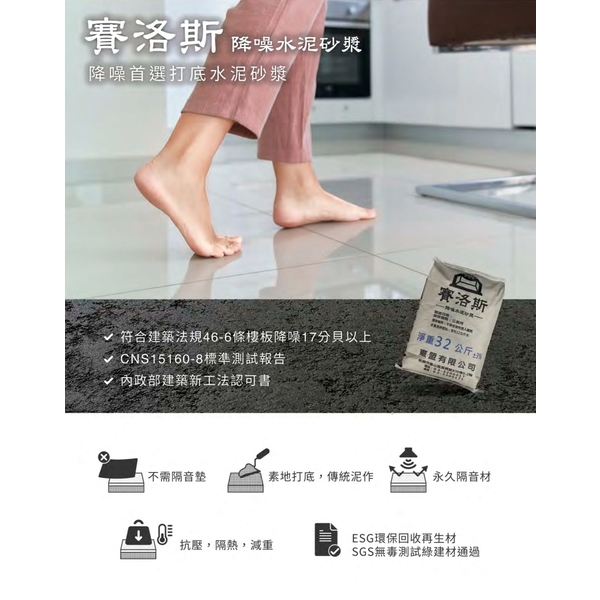 賽洛斯 降噪水泥砂漿
降噪首選打底水泥砂漿
賽洛斯
降噪水泥砂漿
淨重32公斤±3%
賽盟有限公司
✓ 符合建築法規46-6條樓板降噪17分貝以上
✓ CNS15160-8標準測試報告
✓ 內政部建築新工法認可書
不需隔音墊
素地打底，傳統泥作
永久隔音材
抗壓，隔熱，減重
ESG環保回收再生材
SGS無毒測試綠建材通過